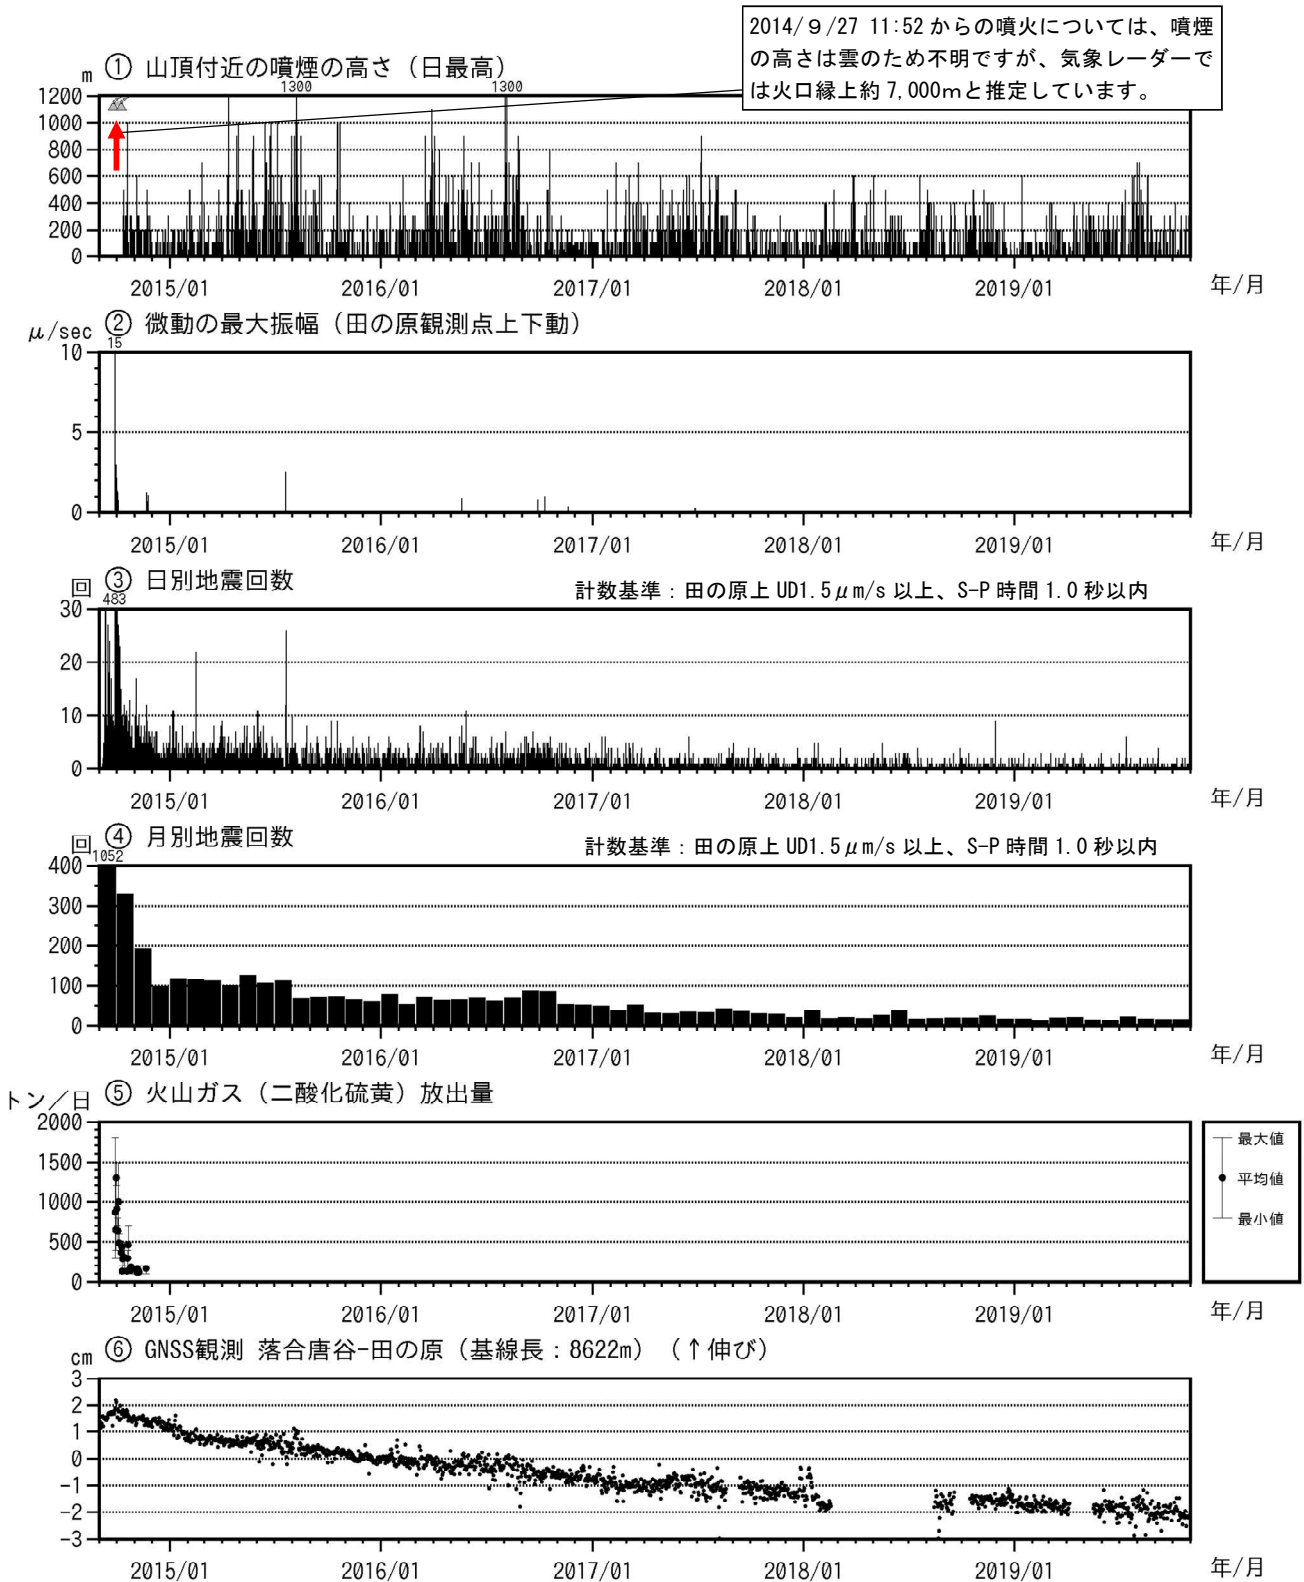 2014/9/27 11:52 からの噴火については、噴煙
の高さは雲のため不明ですが、気象レーダーで
は火口縁上約 7,000mと推定しています。
m ① 山頂付近の噴煙の高さ（日最高）
1300 1300
1200
1000
800
600
400
200
0
2015/01 2016/01 2017/01 2018/01 2019/01 年/月
μ/sec ② 微動の最大振幅（田の原観測点上下動）
15
10
5
0
2015/01 2016/01 2017/01 2018/01 2019/01 年/月
回 ③ 日別地震回数
計数基準：田の原上 UD1.5μm/s 以上、S-P 時間 1.0 秒以内
483
30
20
10
0
2015/01 2016/01 2017/01 2018/01 2019/01 年/月
回 ④ 月別地震回数
計数基準：田の原上 UD1.5μm/s 以上、S-P 時間 1.0 秒以内
1052
400
300
200
100
0
2015/01 2016/01 2017/01 2018/01 2019/01 年/月
トン／日 ⑤ 火山ガス（二酸化硫黄）放出量
2000
1500
1000
500
0
最大値
平均値
最小値
2015/01 2016/01 2017/01 2018/01 2019/01 年/月
cm ⑥ GNSS観測 落合唐谷-田の原（基線長：8622m）（↑伸び）
3
2
1
0
-1
-2
-3
2015/01 2016/01 2017/01 2018/01 2019/01 年/月